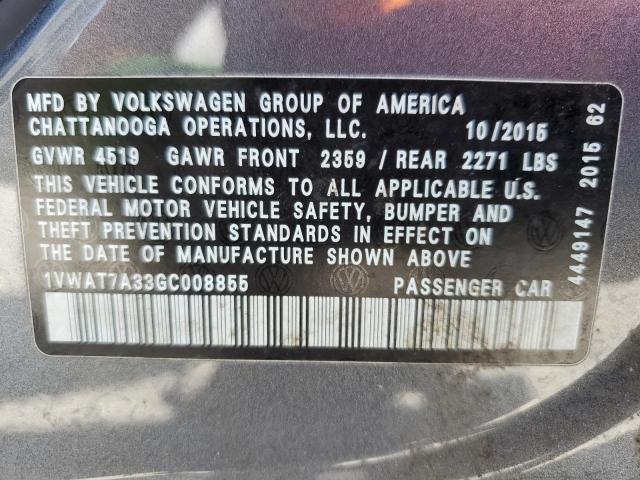 MFD BY VOLKSWAGEN GROUP OF AMERICA
CHATTANOOGA OPERATIONS, LLC. 10/2015
GVWR 4519 GAWR FRONT 2359 / REAR 2271 LBS
THIS VEHICLE CONFORMS TO ALL APPLICABLE U.S.
FEDERAL MOTOR VEHICLE SAFETY, BUMPER AND
THEFT PREVENTION STANDARDS IN EFFECT ON
THE DATE OF MANUFACTURE SHOWN ABOVE
1VWAT7A33GC008855 PASSENGER CAR
4449147 2015 62